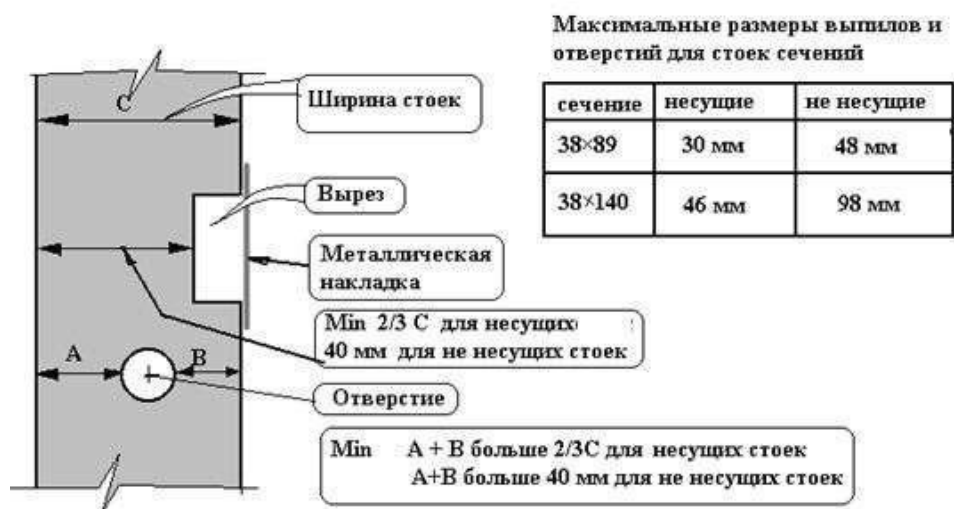 Максимальные размеры выпилов и
отверстий для стоек сечений
сечение несущие не несущие
38×89 30 мм 48 мм
38×140 46 мм 98 мм
C
Ширина стоек
Вырез
Металлическая
накладка
Min 2/3 C для несущих
40 мм для не несущих стоек
A B
Отверстие
Min A + B больше 2/3C для несущих стоек
A+B больше 40 мм для не несущих стоек